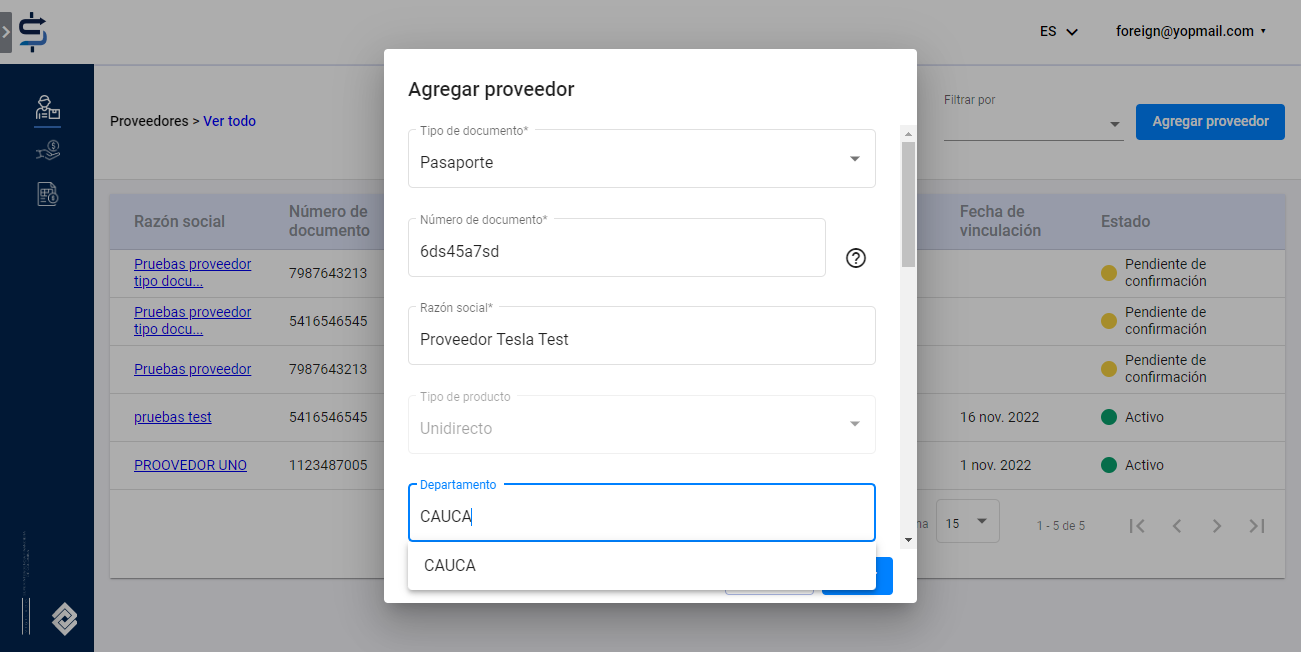 ES
foreign@yopmail.com
Proveedores > Ver todo
Filtrar por
Agregar proveedor
Razón social
Número de
documento
Fecha de
vinculación
Estado
Pruebas proveedor
tipo docu...
7987643213
Pendiente de
confirmación
Pruebas proveedor
tipo docu...
5416546545
Pendiente de
confirmación
Pruebas proveedor
7987643213
Pendiente de
confirmación
pruebas test
5416546545
16 nov. 2022
Activo
PROOVEDOR UNO
1123487005
1 nov. 2022
Activo
15
1 - 5 de 5
Agregar proveedor
Tipo de documento*
Pasaporte
Número de documento*
6ds45a7sd
Razón social*
Proveedor Tesla Test
Tipo de producto
Unidirecto
Departamento
CAUCA
CAUCA